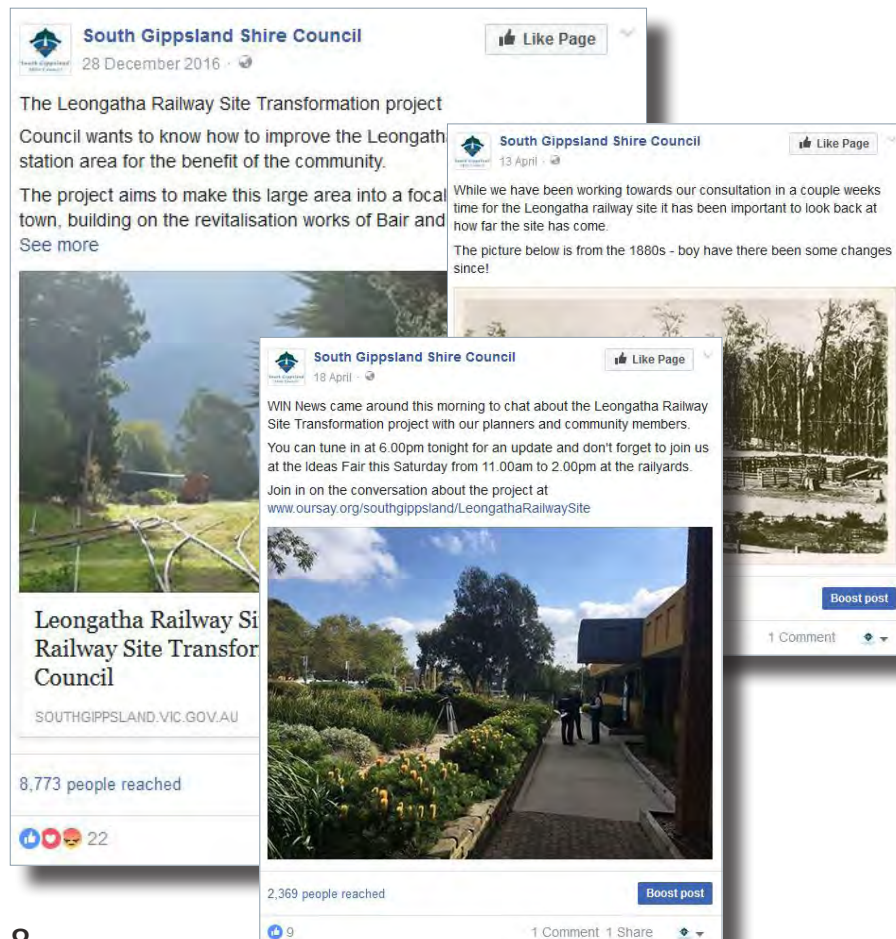 South Gippsland Shire Council
Like Page
28 December 2016
The Leongatha Railway Site Transformation project
Council wants to know how to improve the Leongath
station area for the benefit of the community.
The project aims to make this large area into a focal
town, building on the revitalisation works of Bair and
See more
Leongatha Railway Si
Railway Site Transfor
Council
SOUTHGIPPSLAND.VIC.GOV.AU
8,773 people reached
22
South Gippsland Shire Council
Like Page
13 April
While we have been working towards our consultation in a couple weeks
time for the Leongatha railway site it has been important to look back at
how far the site has come.
The picture below is from the 1880s - boy have there been some changes
since!
Boost post
1 Comment
South Gippsland Shire Council
Like Page
18 April
WIN News came around this morning to chat about the Leongatha Railway
Site Transformation project with our planners and community members.
You can tune in at 6.00pm tonight for an update and don't forget to join us
at the Ideas Fair this Saturday from 11.00am to 2.00pm at the railyards.
Join in on the conversation about the project at
www.oursay.org/southgippsland/LeongathaRailwaySite
2,369 people reached
Boost post
9
1 Comment 1 Share